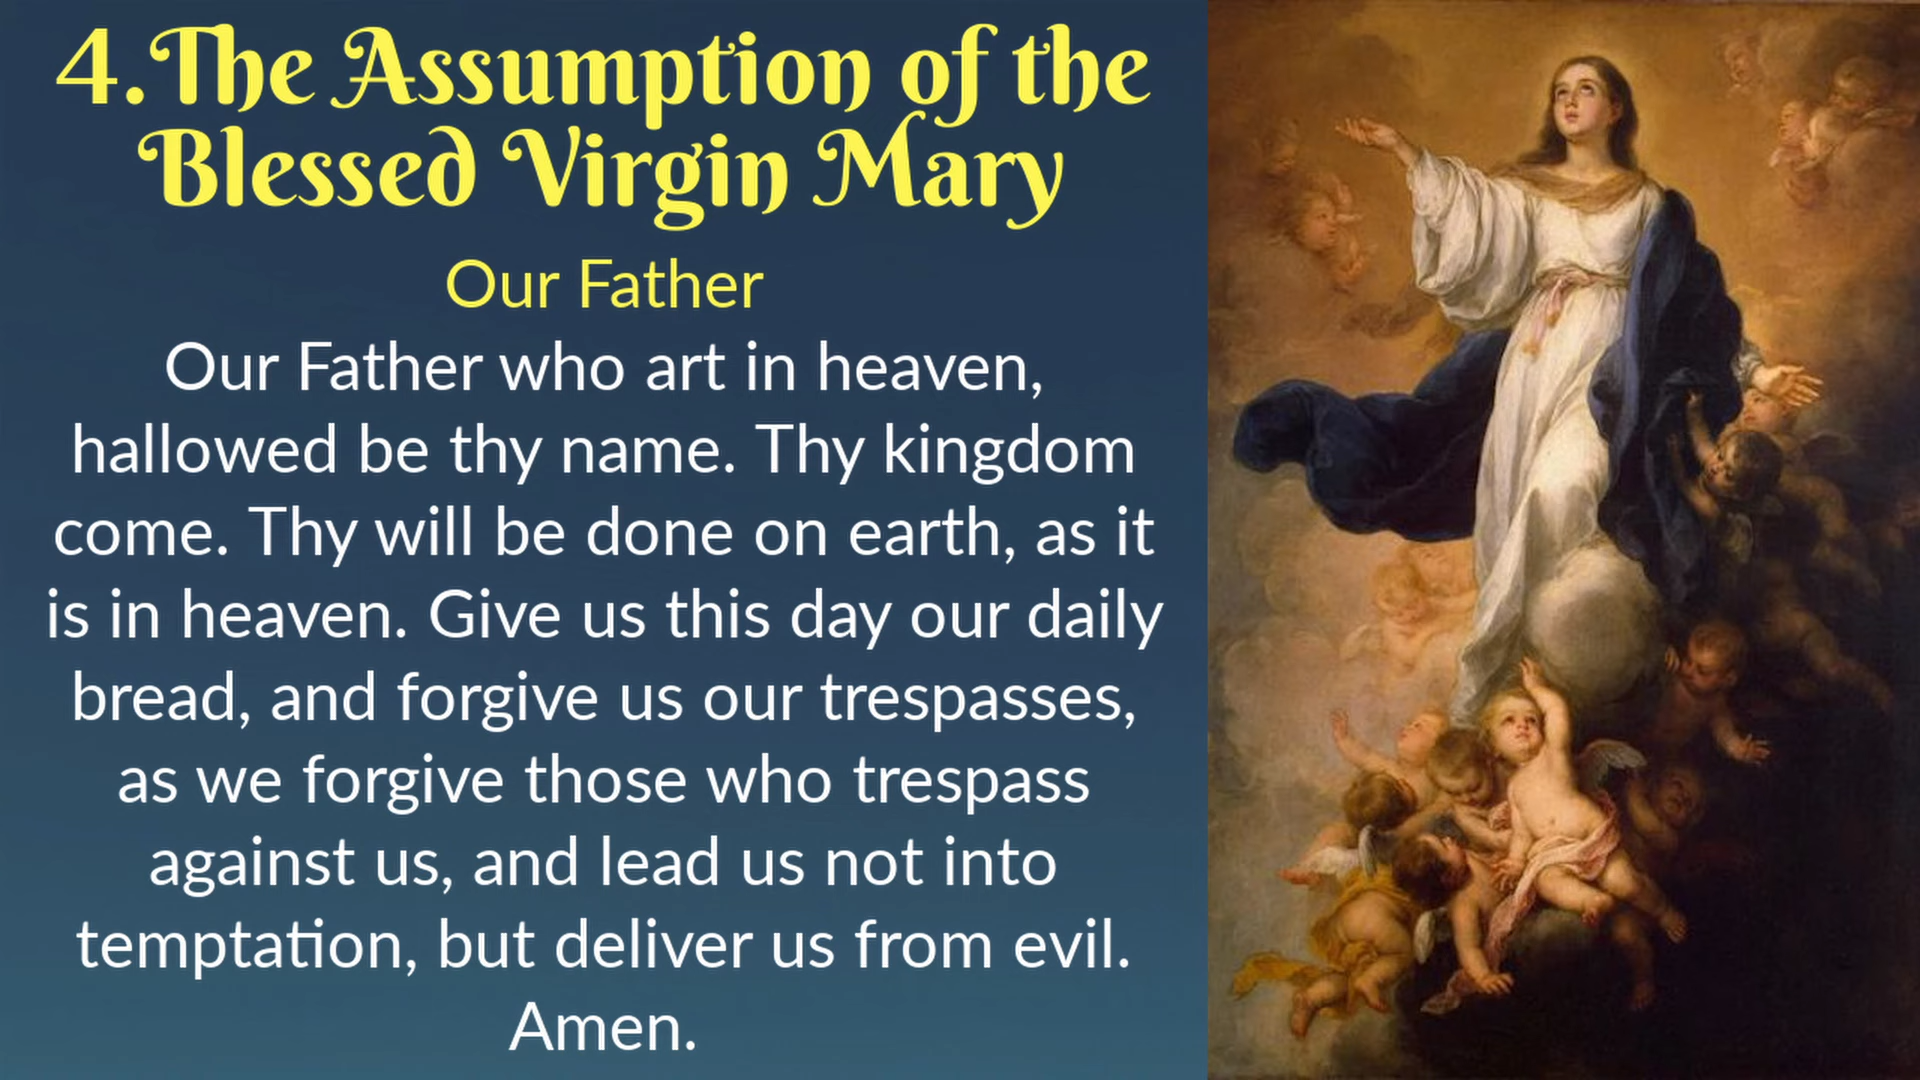 4.The Assumption of the
Blessed Virgin Mary
Our Father
Our Father who art in heaven,
hallowed be thy name. Thy kingdom
come. Thy will be done on earth, as it
is in heaven. Give us this day our daily
bread, and forgive us our trespasses,
as we forgive those who trespass
against us, and lead us not into
temptation, but deliver us from evil.
Amen.